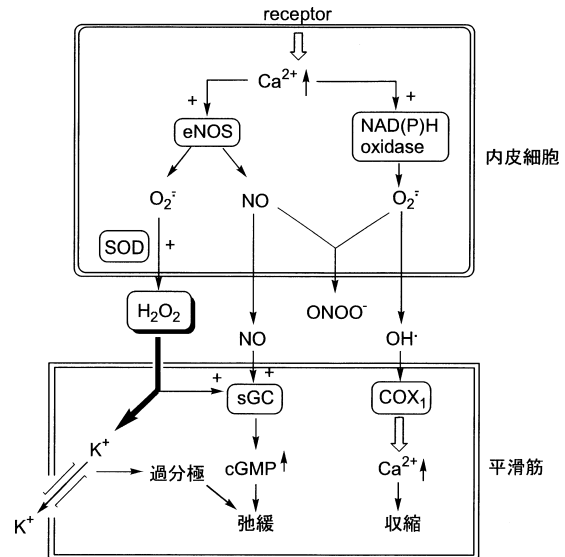 receptor
Ca²⁺
+
+
eNOS
NAD(P)H
oxidase
内皮細胞
O₂⁻̇
NO
O₂⁻̇
SOD
+
H₂O₂
ONOO⁻
NO
OH·
+
+
sGC
COX₁
K⁺
過分極
cGMP
Ca²⁺
平滑筋
K⁺
弛緩
収縮